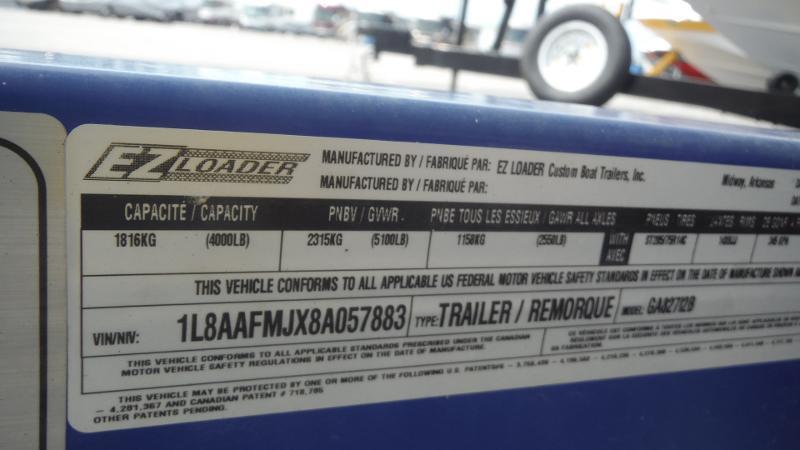 EZ LOADER
MANUFACTURED BY / FABRIQUÉ PAR: EZ LOADER Custom Boat Trailers, Inc. Midway, Arkansas
MANUFACTURED BY / FABRIQUÉ PAR:
CAPACITÉ / CAPACITY PNBV / GVWR PNBE TOUS LES ESSIEUX / GAWR ALL AXLES PNEUS - TIRES JANTES - RIMS
1816KG (4000LB) 2315KG (5100LB) 1158KG (2550LB) WITH
AVEC
THIS VEHICLE CONFORMS TO ALL APPLICABLE US FEDERAL MOTOR VEHICLE SAFETY STANDARDS IN EFFECT ON THE DATE OF MANUFACTURE SHOWN
VIN/NIV: 1L8AAFMJX8A057883 TYPE: TRAILER / REMORQUE MODEL:
THIS VEHICLE CONFORMS TO ALL APPLICABLE STANDARDS PRESCRIBED UNDER THE CANADIAN
MOTOR VEHICLE SAFETY REGULATIONS IN EFFECT ON THE DATE OF MANUFACTURE.
THIS VEHICLE MAY BE PROTECTED BY ONE OR MORE OF THE FOLLOWING U.S. PATENTS
– 4,281,367 AND CANADIAN PATENT # 718,785
OTHER PATENTS PENDING.